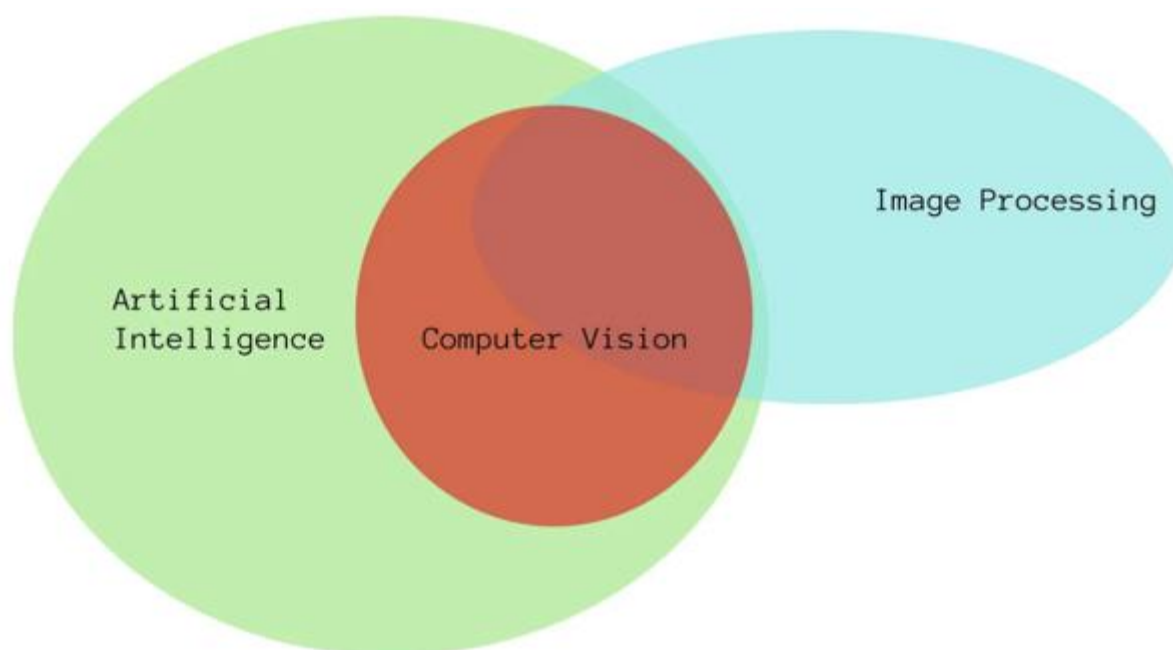 Image Processing
Artificial
Intelligence
Computer Vision